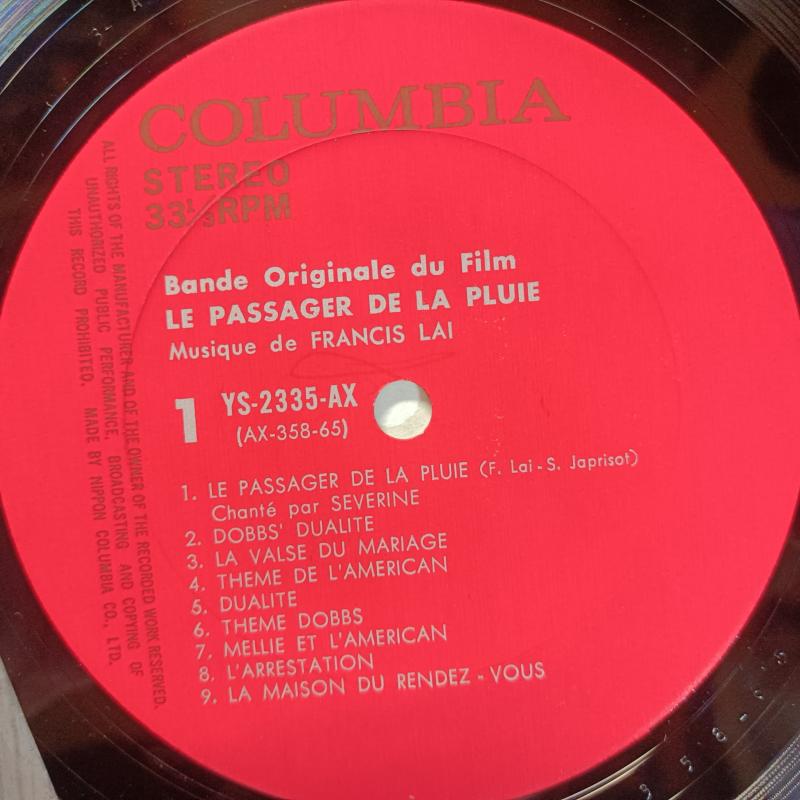 COLUMBIA
STEREO
33⅓RPM
Bande Originale du Film
LE PASSAGER DE LA PLUIE
Musique de FRANCIS LAI
1
YS-2335-AX
(AX-358-65)
1. LE PASSAGER DE LA PLUIE (F. Lai - S. Japrisot)
Chanté par SEVERINE
2. DOBBS' DUALITE
3. LA VALSE DU MARIAGE
4. THEME DE L'AMERICAN
5. DUALITE
6. THEME DOBBS
7. MELLIE ET L'AMERICAN
8. L'ARRESTATION
9. LA MAISON DU RENDEZ - VOUS
ALL RIGHTS OF THE MANUFACTURER AND OF THE OWNER OF THE RECORDED WORK RESERVED.
UNAUTHORIZED PUBLIC PERFORMANCE, BROADCASTING AND COPYING OF
THIS RECORD PROHIBITED. MADE BY NIPPON COLUMBIA CO., LTD.